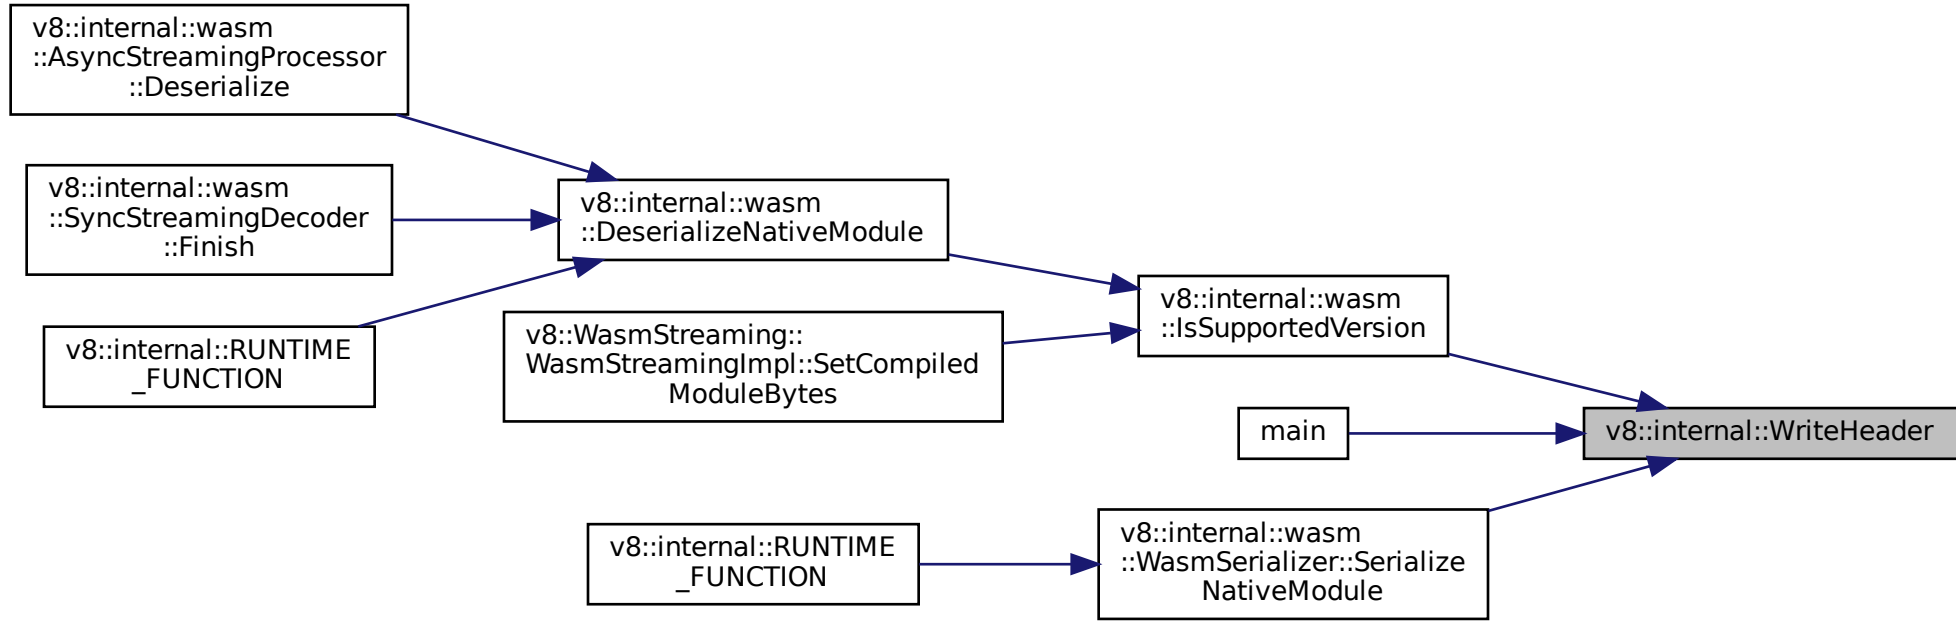 v8::internal::wasm
::AsyncStreamingProcessor
::Deserialize
v8::internal::wasm
::SyncStreamingDecoder
::Finish
v8::internal::RUNTIME
_FUNCTION
v8::internal::wasm
::DeserializeNativeModule
v8::WasmStreaming::
WasmStreamingImpl::SetCompiled
ModuleBytes
v8::internal::RUNTIME
_FUNCTION
v8::internal::wasm
::IsSupportedVersion
main
v8::internal::wasm
::WasmSerializer::Serialize
NativeModule
v8::internal::WriteHeader